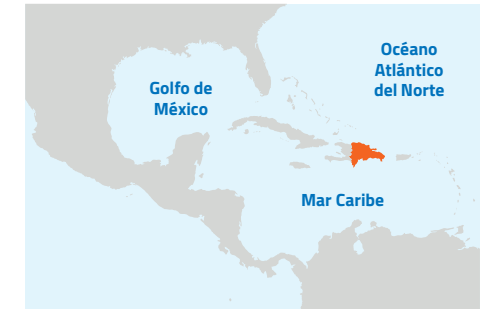 Océano
Atlántico
del Norte
Golfo de
México
Mar Caribe